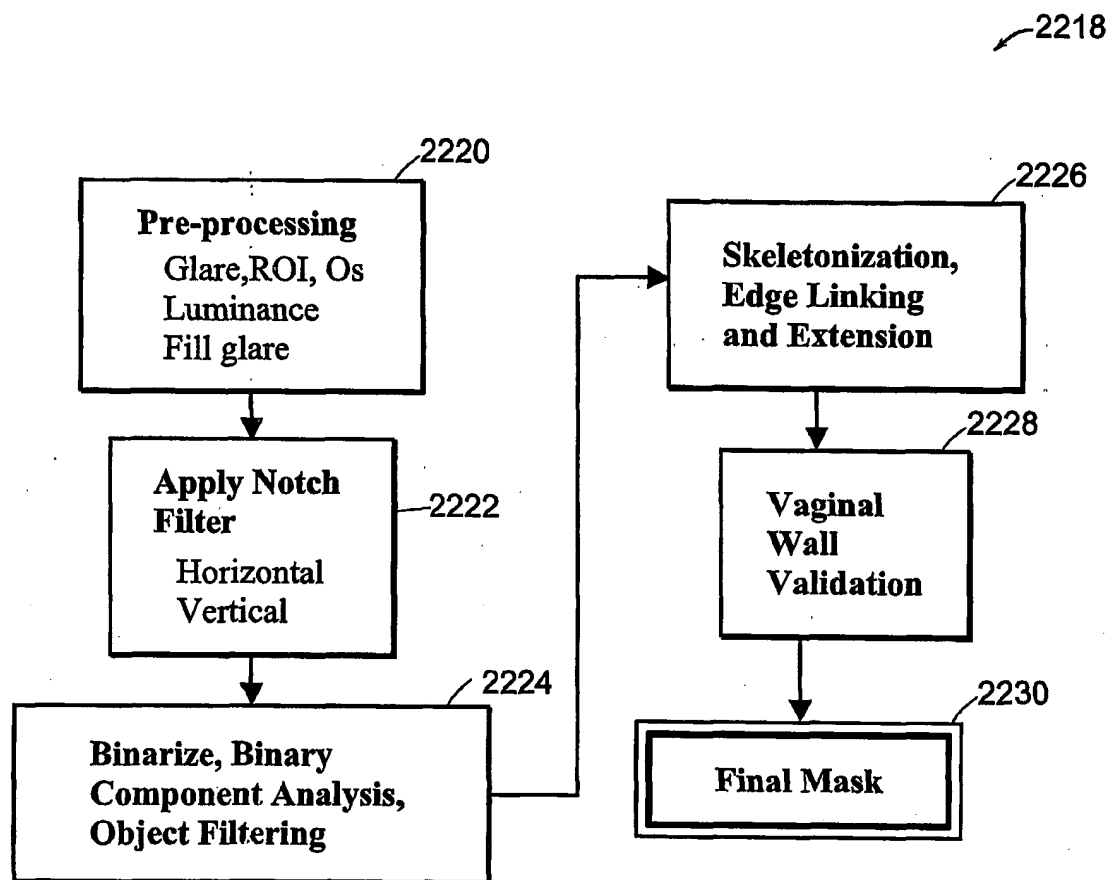 2218
2220
Pre-processing
Glare,ROI, Os
Luminance
Fill glare
Apply Notch
Filter
2222
Horizontal
Vertical
2224
Binarize, Binary
Component Analysis,
Object Filtering
2226
Skeletonization,
Edge Linking
and Extension
2228
Vaginal
Wall
Validation
2230
Final Mask